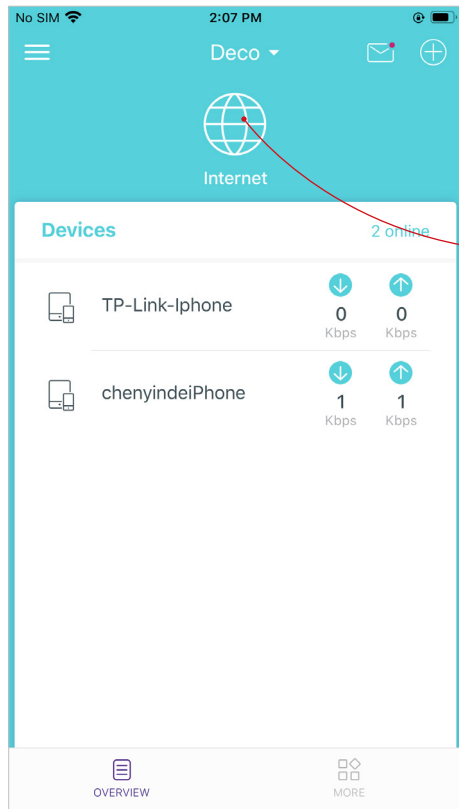 No SIM 2:07 PM
Deco
Internet
Devices 2 online
TP-Link-Iphone 0 0
Kbps Kbps
chenyindeiPhone 1 1
Kbps Kbps
OVERVIEW MORE